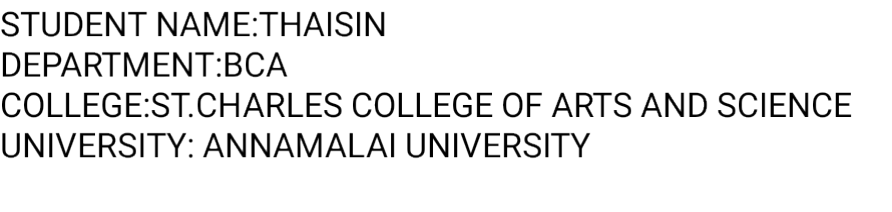 STUDENT NAME:THAISIN
DEPARTMENT:BCA
COLLEGE:ST.CHARLES COLLEGE OF ARTS AND SCIENCE
UNIVERSITY: ANNAMALAI UNIVERSITY